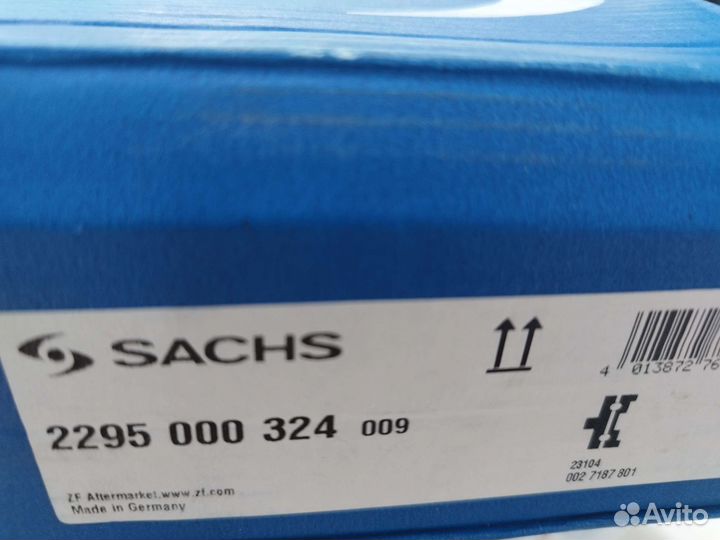 SACHS
2295 000 324 009
4 013872 76
23104
002 7187 801
ZF Aftermarket.www.zf.com
Made in Germany
Avito